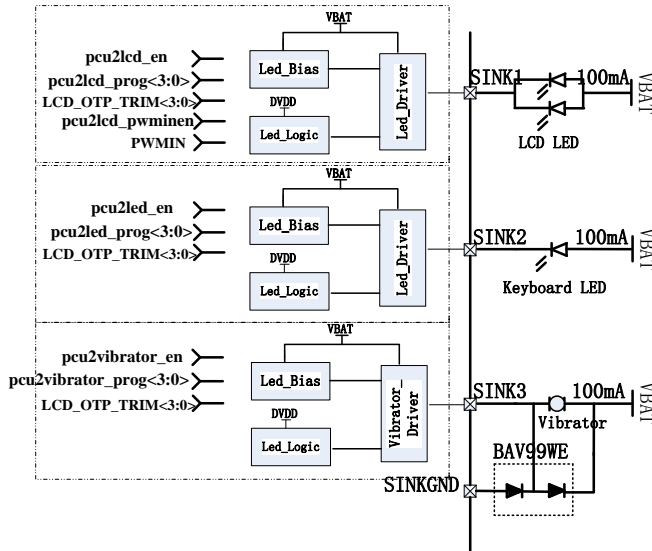 VBAT
pcu2lcd_en
pcu2lcd_prog<3:0>
LCD_OTP_TRIM<3:0>
pcu2lcd_pwminen
PWMIN
Led_Bias
DVDD
Led_Logic
Led_Driver
SINK1
100mA
VBAT
LCD LED
VBAT
pcu2led_en
pcu2led_prog<3:0>
LCD_OTP_TRIM<3:0>
Led_Bias
DVDD
Led_Logic
Led_Driver
SINK2
100mA
VBAT
Keyboard LED
VBAT
pcu2vibrator_en
pcu2vibrator_prog<3:0>
LCD_OTP_TRIM<3:0>
Led_Bias
DVDD
Led_Logic
Vibrator_
Driver
SINK3
100mA
VBAT
Vibrator
BAV99WE
SINKGND